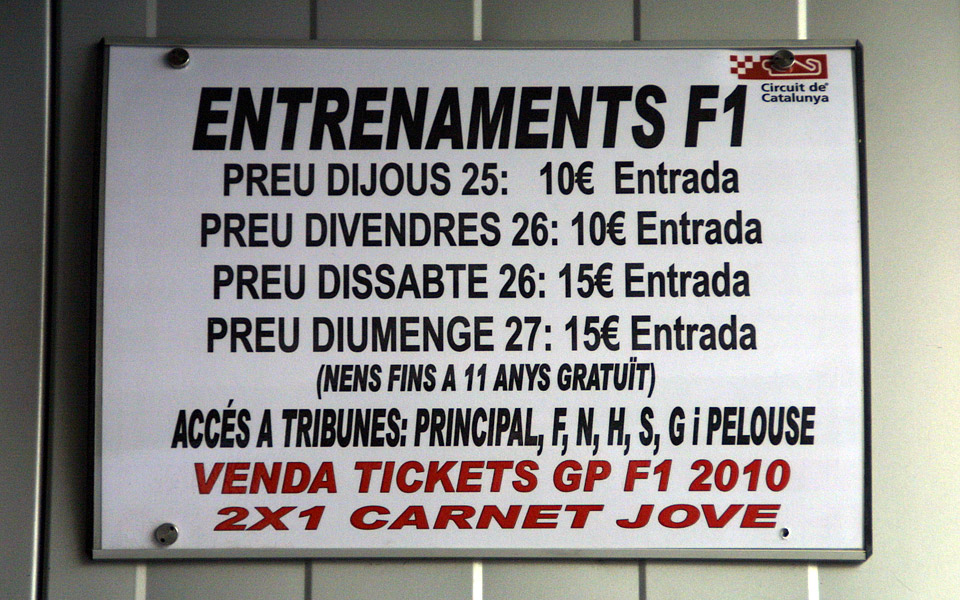 Circuit de
Catalunya
ENTRENAMENTS F1
PREU DIJOUS 25: 10€ Entrada
PREU DIVENDRES 26: 10€ Entrada
PREU DISSABTE 26: 15€ Entrada
PREU DIUMENGE 27: 15€ Entrada
(NENS FINS A 11 ANYS GRATUÏT)
ACCÉS A TRIBUNES: PRINCIPAL, F, N, H, S, G i PELOUSE
VENDA TICKETS GP F1 2010
2X1 CARNET JOVE